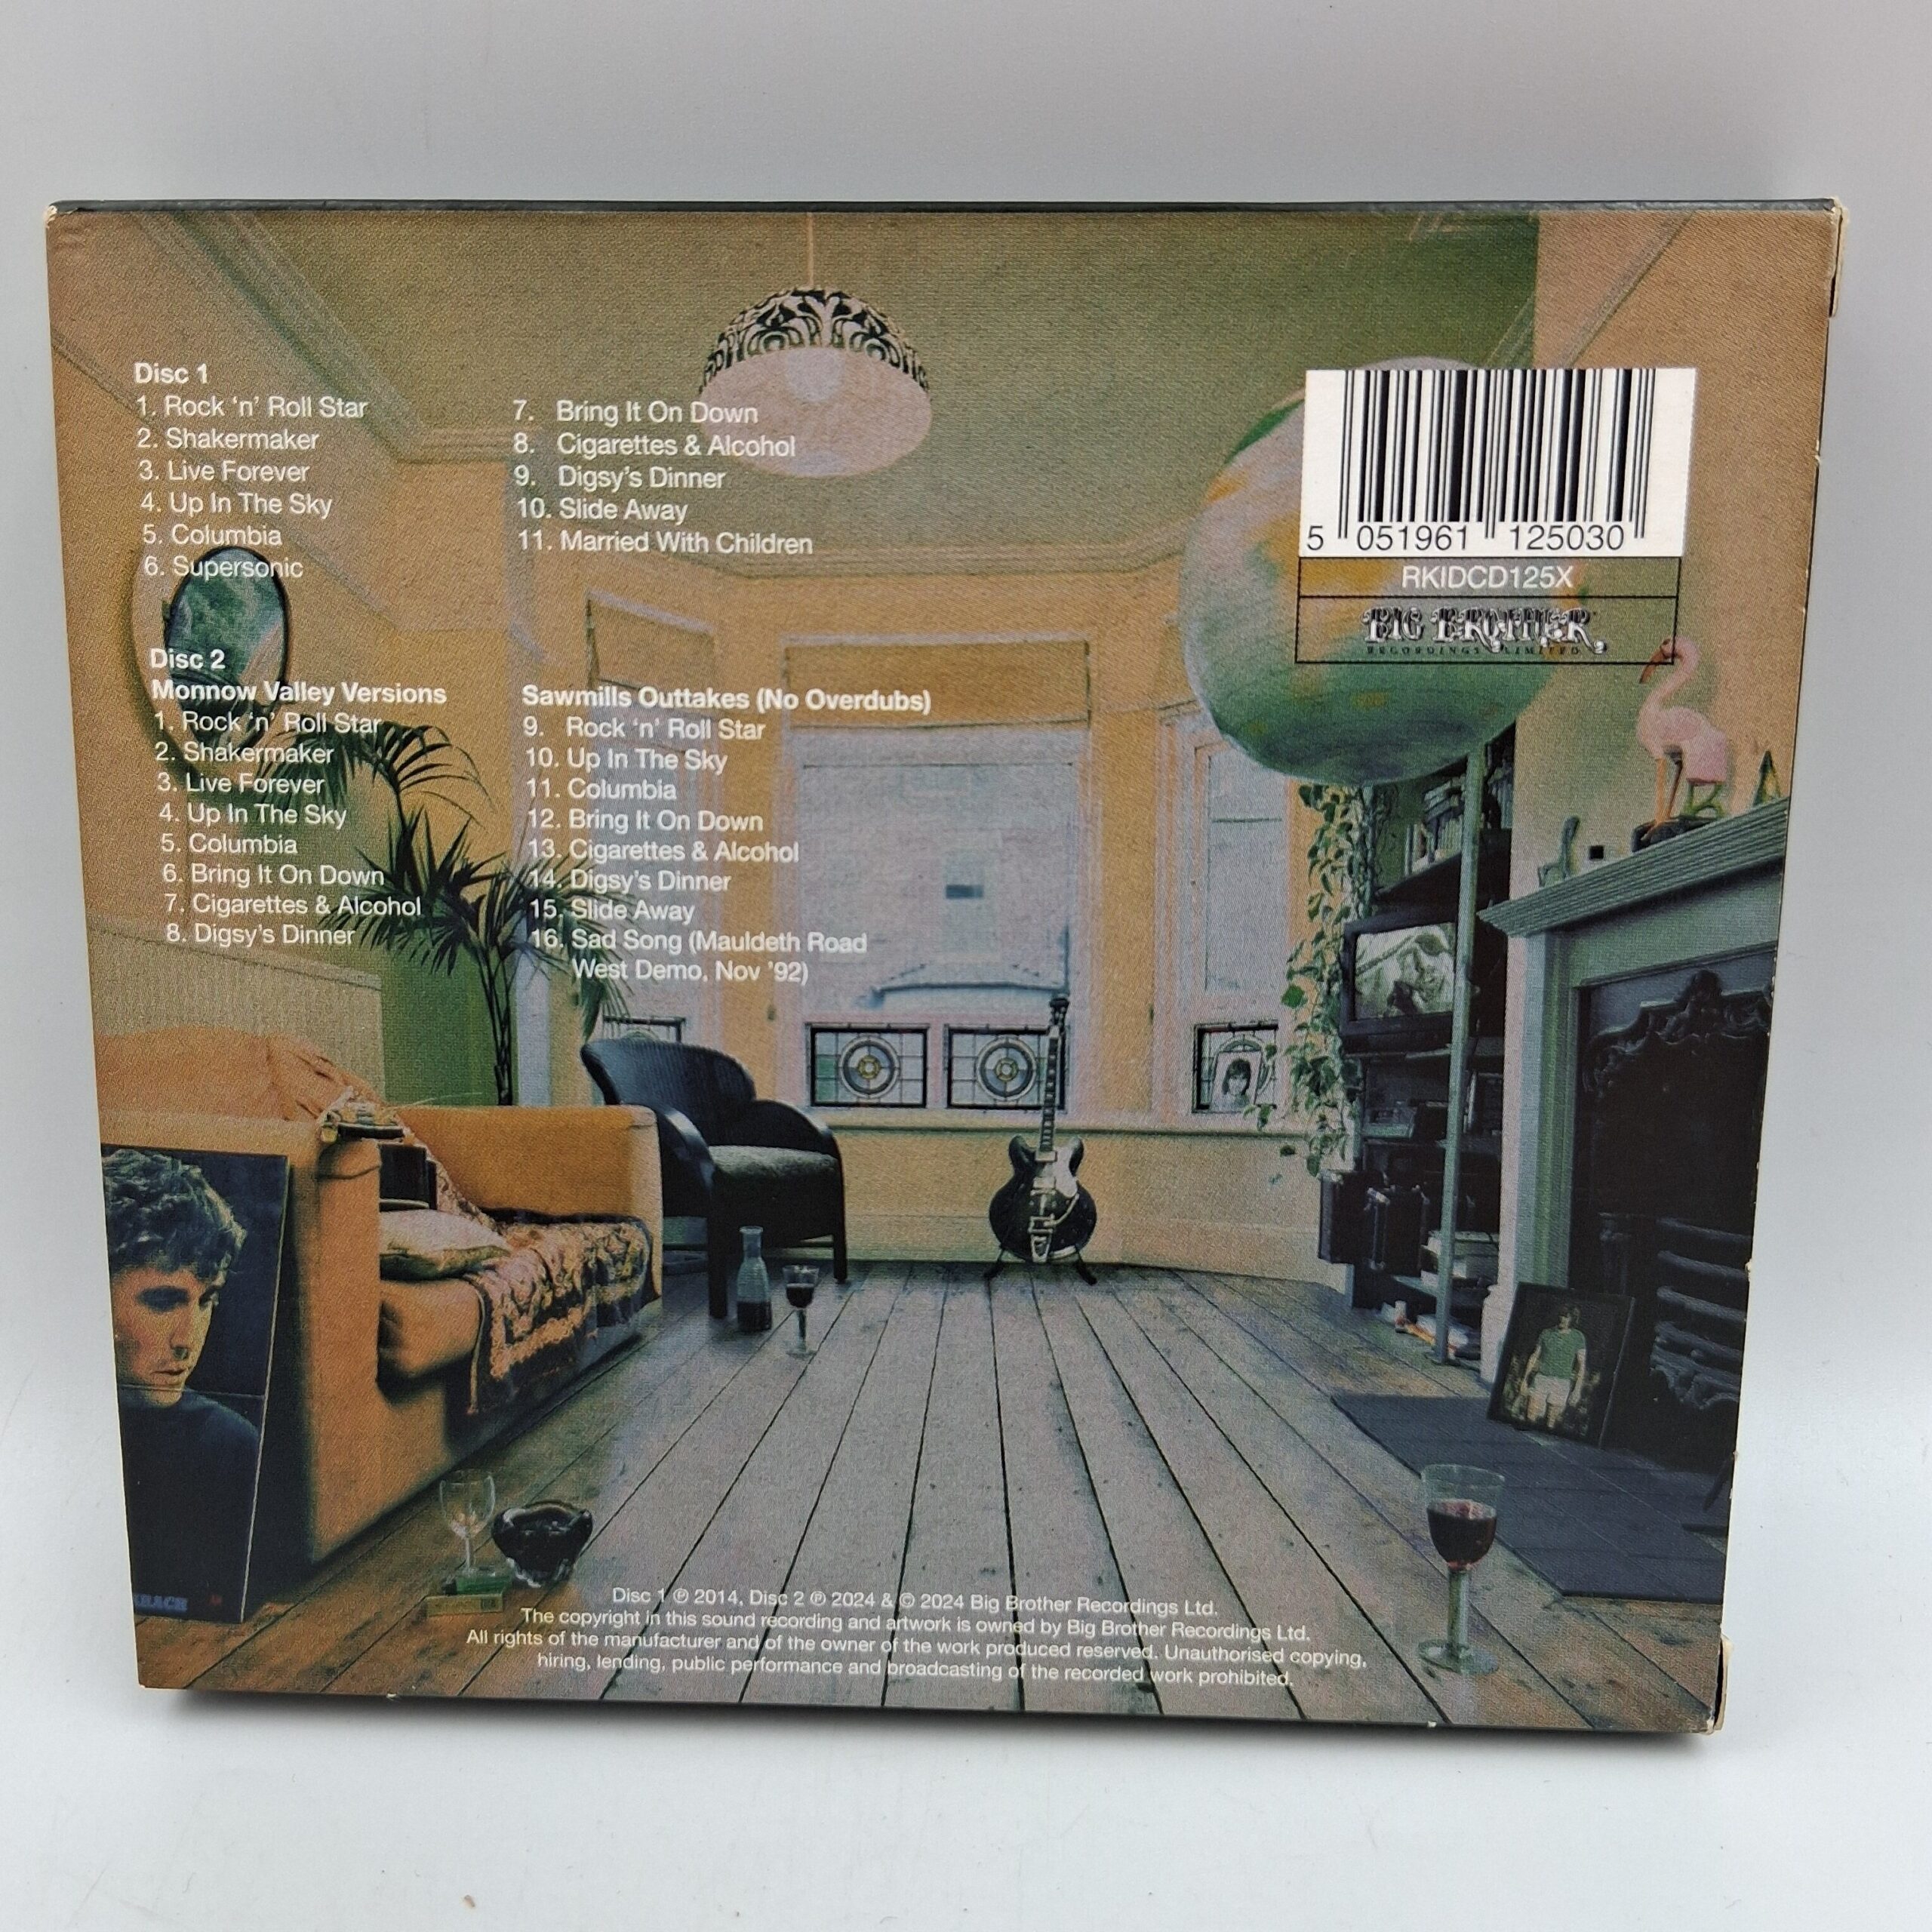 Disc 1
1. Rock ‘n’ Roll Star
2. Shakermaker
3. Live Forever
4. Up In The Sky
5. Columbia
6. Supersonic
7. Bring It On Down
8. Cigarettes & Alcohol
9. Digsy’s Dinner
10. Slide Away
11. Married With Children
Disc 2
Monnow Valley Versions
1. Rock ‘n’ Roll Star
2. Shakermaker
3. Live Forever
4. Up In The Sky
5. Columbia
6. Bring It On Down
7. Cigarettes & Alcohol
8. Digsy’s Dinner
Sawmills Outtakes (No Overdubs)
9. Rock ‘n’ Roll Star
10. Up In The Sky
11. Columbia
12. Bring It On Down
13. Cigarettes & Alcohol
14. Digsy’s Dinner
15. Slide Away
16. Sad Song (Mauldeth Road
West Demo, Nov ’92)
5 051961 125030
RKIDCD125X
BIG BROTHER
RECORDINGS LIMITED
Disc 1 ℗ 2014, Disc 2 ℗ 2024 & © 2024 Big Brother Recordings Ltd.
The copyright in this sound recording and artwork is owned by Big Brother Recordings Ltd.
All rights of the manufacturer and of the owner of the work produced reserved. Unauthorised copying,
hiring, lending, public performance and broadcasting of the recorded work prohibited.